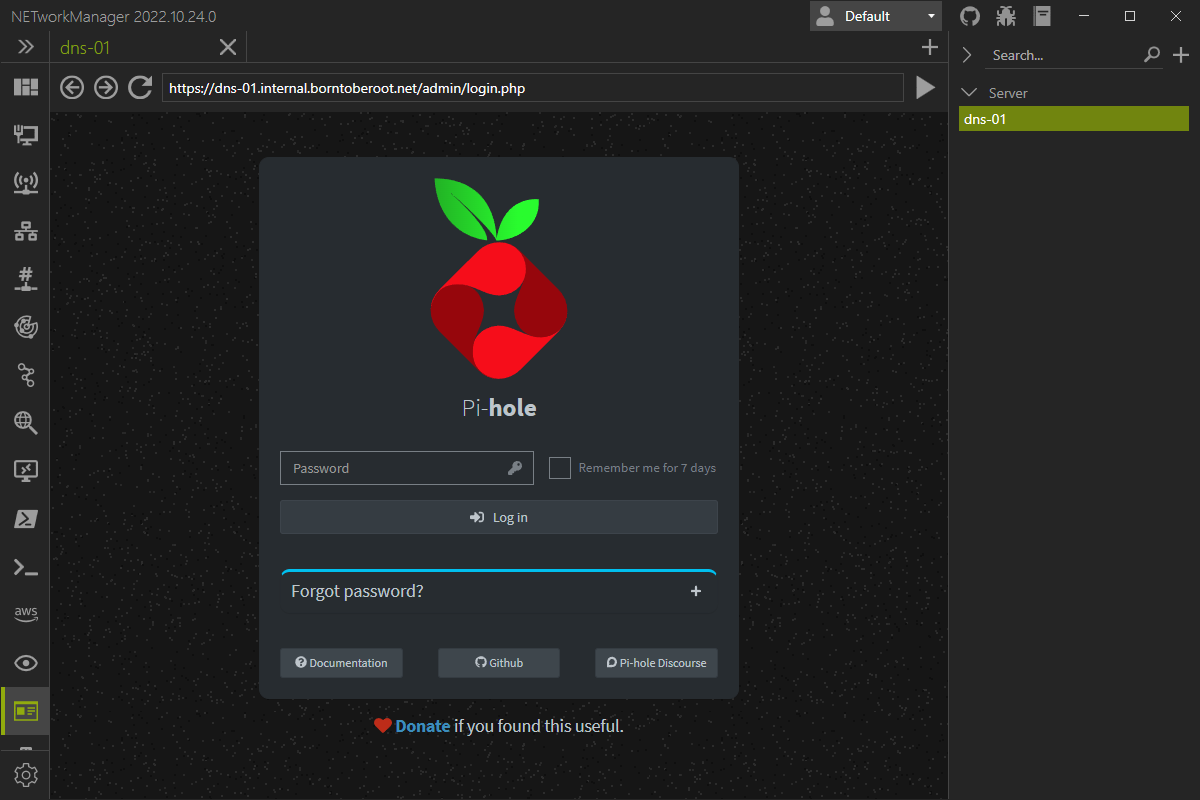 NETworkManager 2022.10.24.0
Default
dns-01
https://dns-01.internal.borntoberoot.net/admin/login.php
Search...
Server
dns-01
Pi-hole
Password
Remember me for 7 days
Log in
Forgot password?
Documentation
Github
Pi-hole Discourse
Donate if you found this useful.
aws